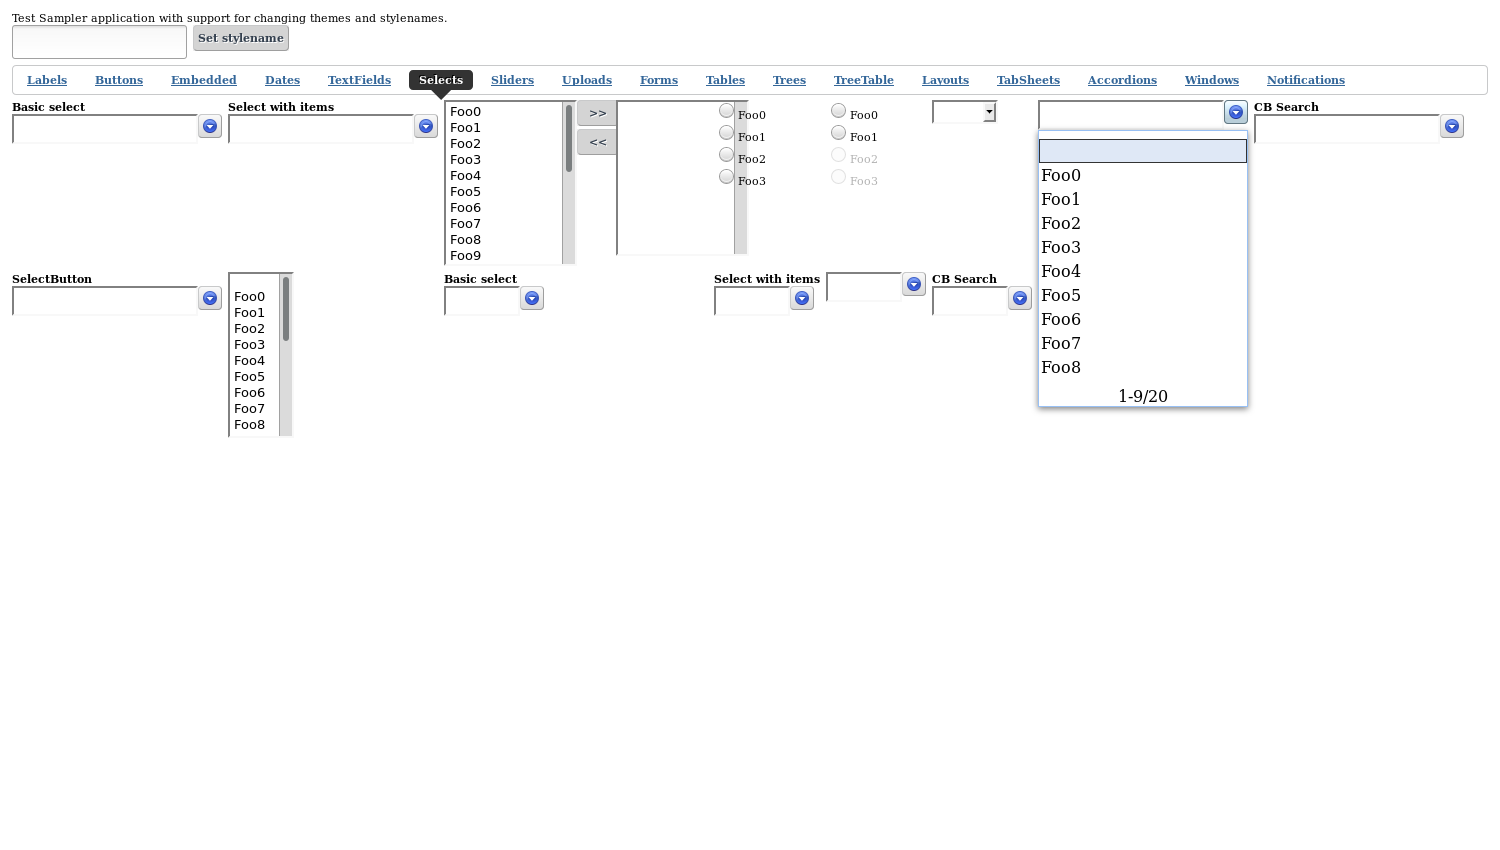 Test Sampler application with support for changing themes and stylenames.
Set stylename
Labels Buttons Embedded Dates TextFields Selects Sliders Uploads Forms Tables Trees TreeTable Layouts TabSheets Accordions Windows Notifications
Basic select
Select with items
Foo0
Foo1
Foo2
Foo3
Foo4
Foo5
Foo6
Foo7
Foo8
Foo9
>>
<<
Foo0
Foo1
Foo2
Foo3
Foo0
Foo1
Foo2
Foo3
Foo0
Foo1
Foo2
Foo3
Foo4
Foo5
Foo6
Foo7
Foo8
1-9/20
CB Search
SelectButton
Foo0
Foo1
Foo2
Foo3
Foo4
Foo5
Foo6
Foo7
Foo8
Basic select
Select with items
CB Search